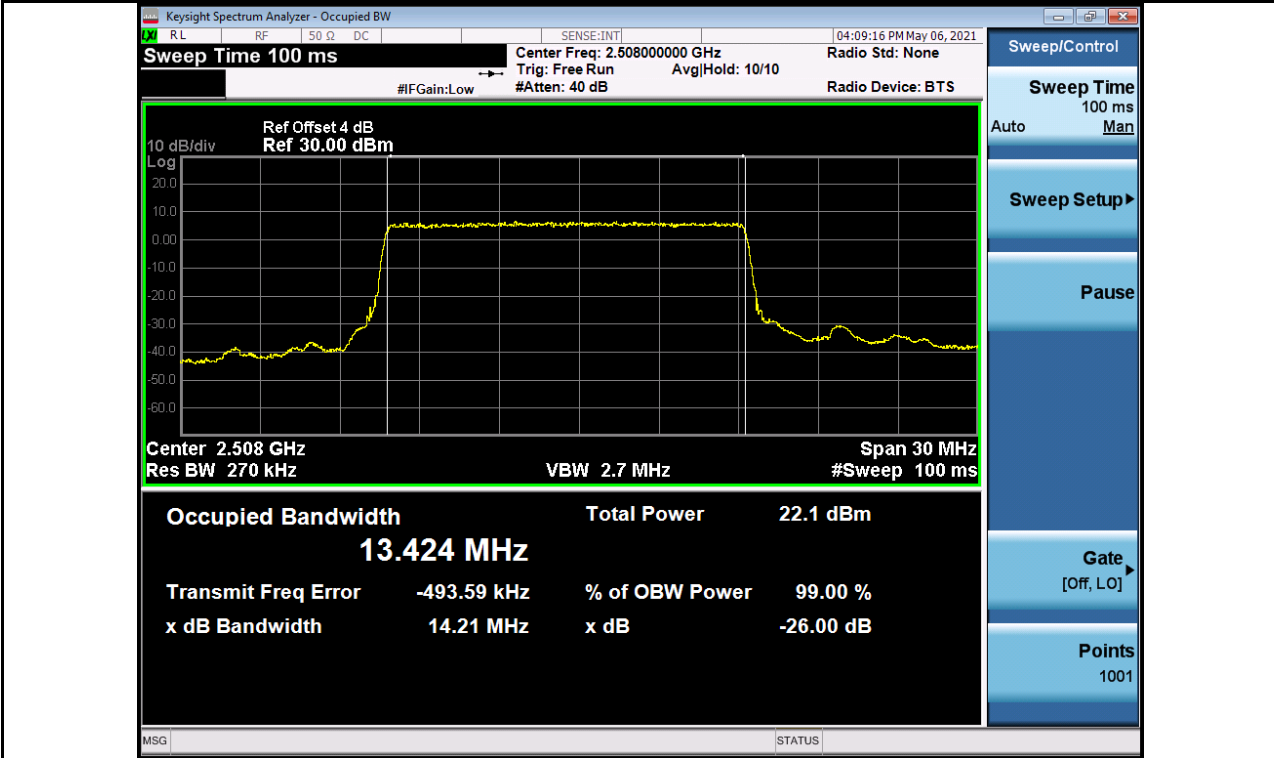 Keysight Spectrum Analyzer - Occupied BW
LXI RL RF 50 Ω DC SENSE:INT 04:09:16 PM May 06, 2021
Sweep Time 100 ms
Center Freq: 2.508000000 GHz Radio Std: None
Trig: Free Run Avg|Hold: 10/10
#IFGain:Low #Atten: 40 dB Radio Device: BTS
Ref Offset 4 dB
10 dB/div Ref 30.00 dBm
Log
20.0
10.0
0.00
-10.0
-20.0
-30.0
-40.0
-50.0
-60.0
Center 2.508 GHz Span 30 MHz
Res BW 270 kHz VBW 2.7 MHz #Sweep 100 ms
Occupied Bandwidth Total Power 22.1 dBm
13.424 MHz
Transmit Freq Error -493.59 kHz % of OBW Power 99.00 %
x dB Bandwidth 14.21 MHz x dB -26.00 dB
MSG STATUS
Sweep/Control
Sweep Time
100 ms
Auto Man
Sweep Setup
Pause
Gate
[Off, LO]
Points
1001